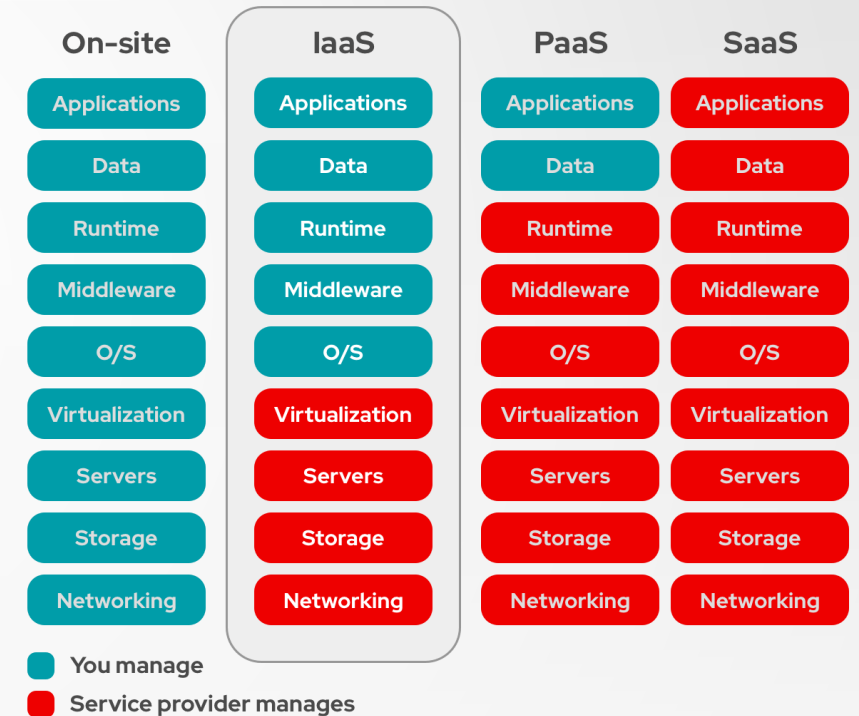 On-site IaaS PaaS SaaS
Applications Applications Applications Applications
Data Data Data Data
Runtime Runtime Runtime Runtime
Middleware Middleware Middleware Middleware
O/S O/S O/S O/S
Virtualization Virtualization Virtualization Virtualization
Servers Servers Servers Servers
Storage Storage Storage Storage
Networking Networking Networking Networking
You manage
Service provider manages